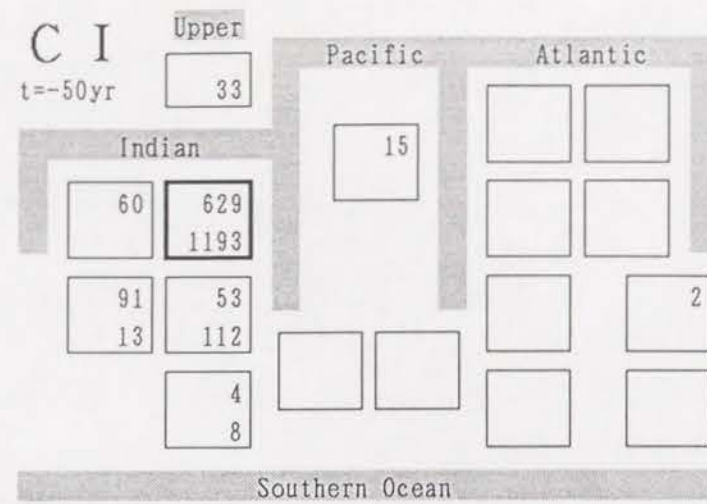 C I
t=-50yr
Upper
33
Pacific
Atlantic
Indian
15
60
629
1193
91
13
53
112
2
4
8
Southern Ocean